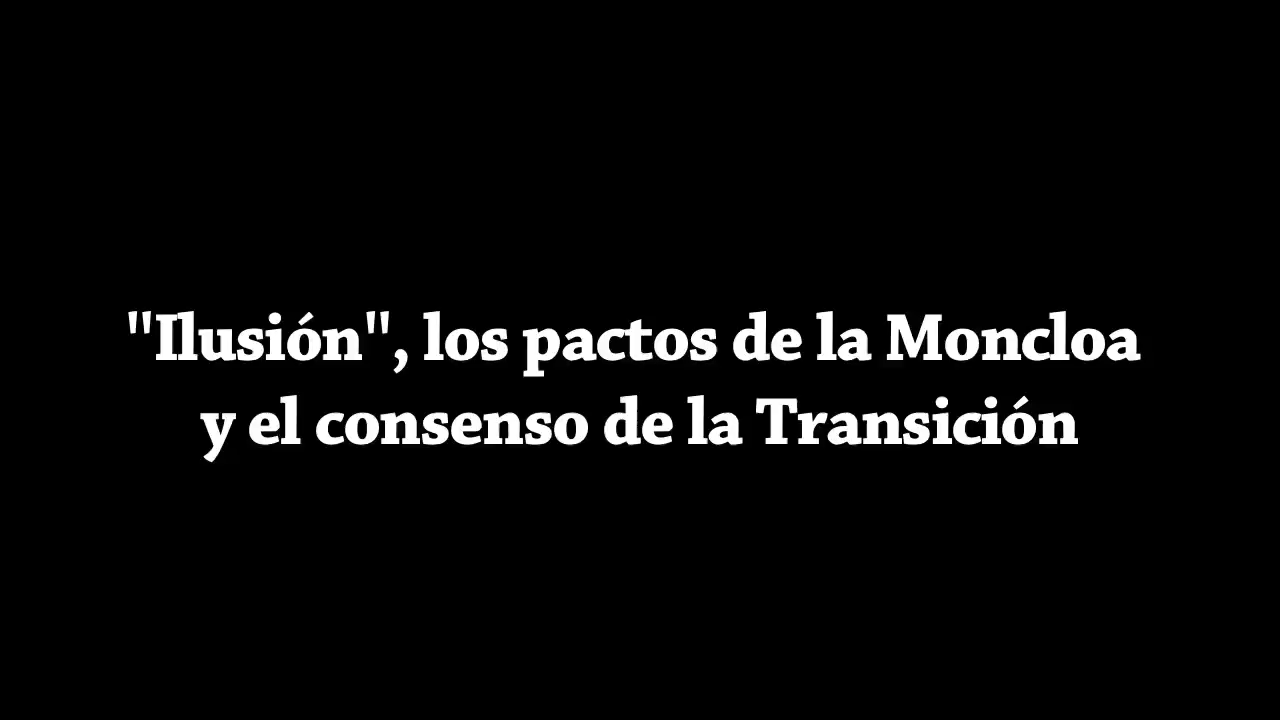 "Ilusión", los pactos de la Moncloa
y el consenso de la Transición